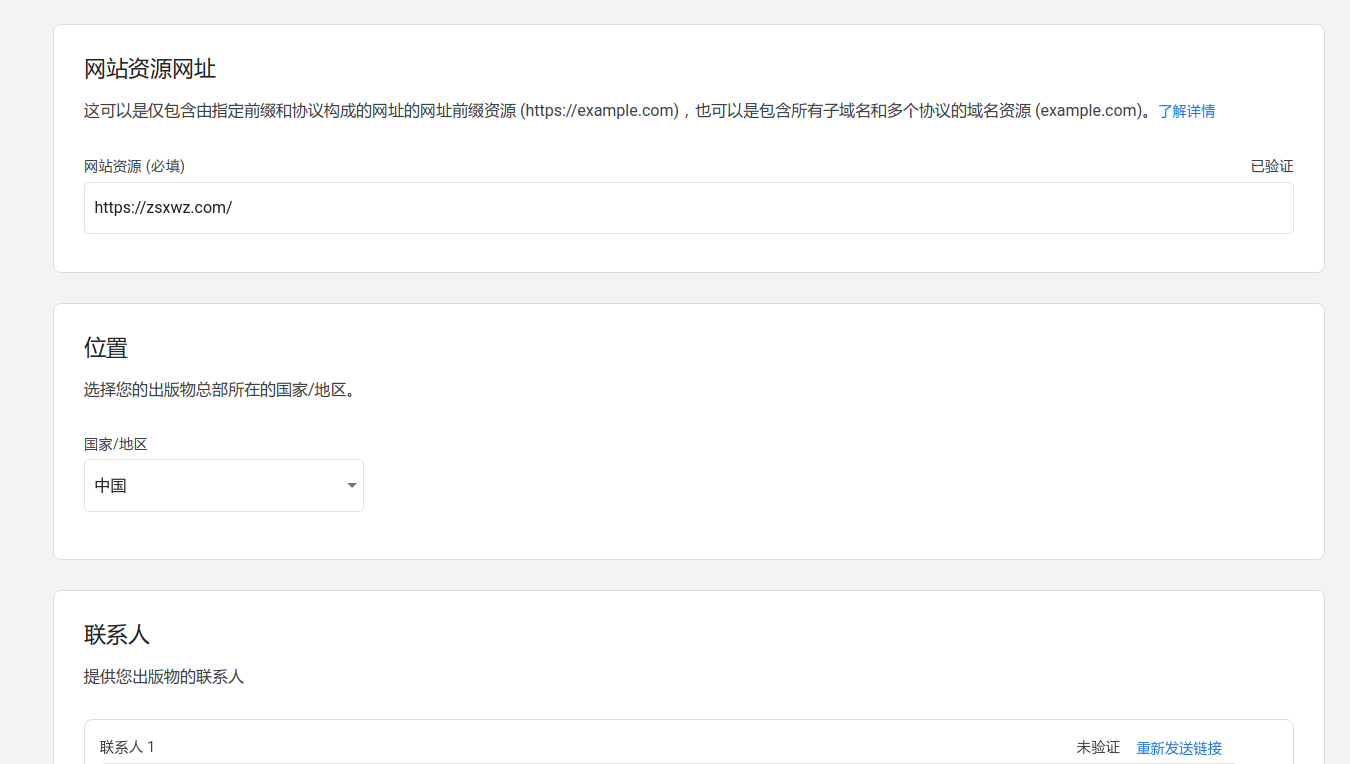 网站资源网址
这可以是仅包含由指定前缀和协议构成的网址的网址前缀资源 (https://example.com)，也可以是包含所有子域名和多个协议的域名资源 (example.com)。了解详情
网站资源 (必填) 已验证
https://zsxwz.com/
位置
选择您的出版物总部所在的国家/地区。
国家/地区
中国
联系人
提供您出版物的联系人
联系人 1 未验证 重新发送链接